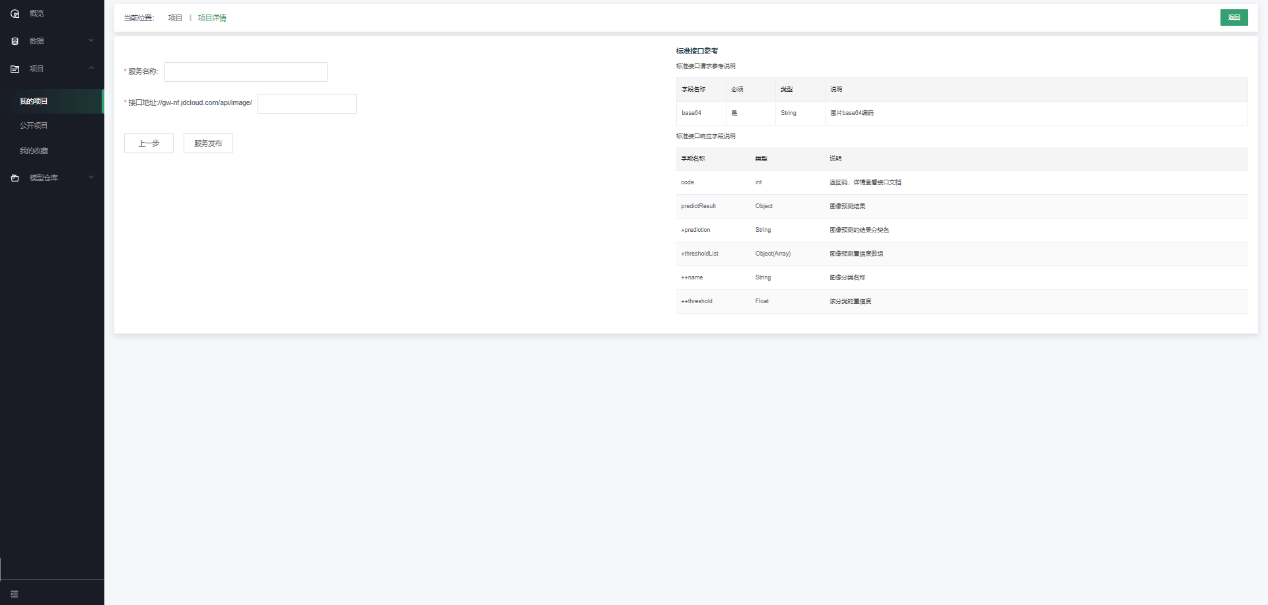 概览
数据
项目
我的项目
公开项目
我的收藏
模型仓库
当前位置: 项目 | 项目详情
返回
* 服务名称:
* 接口地址://gw-nf.jdcloud.com/api/image/
上一步 服务发布
标准接口参考
标准接口请求参考说明
字段名称 必须 类型 说明
base64 是 String 图片base64编码
标准接口响应字段说明
字段名称 类型 说明
code int 返回码，详情查看接口文档
predictResult Object 图像预测结果
+prediction String 图像预测的结果分类名
+thresholdList Object(Array) 图像预测置信度数组
++name String 图像分类名称
++threshold Float 该分类的置信度